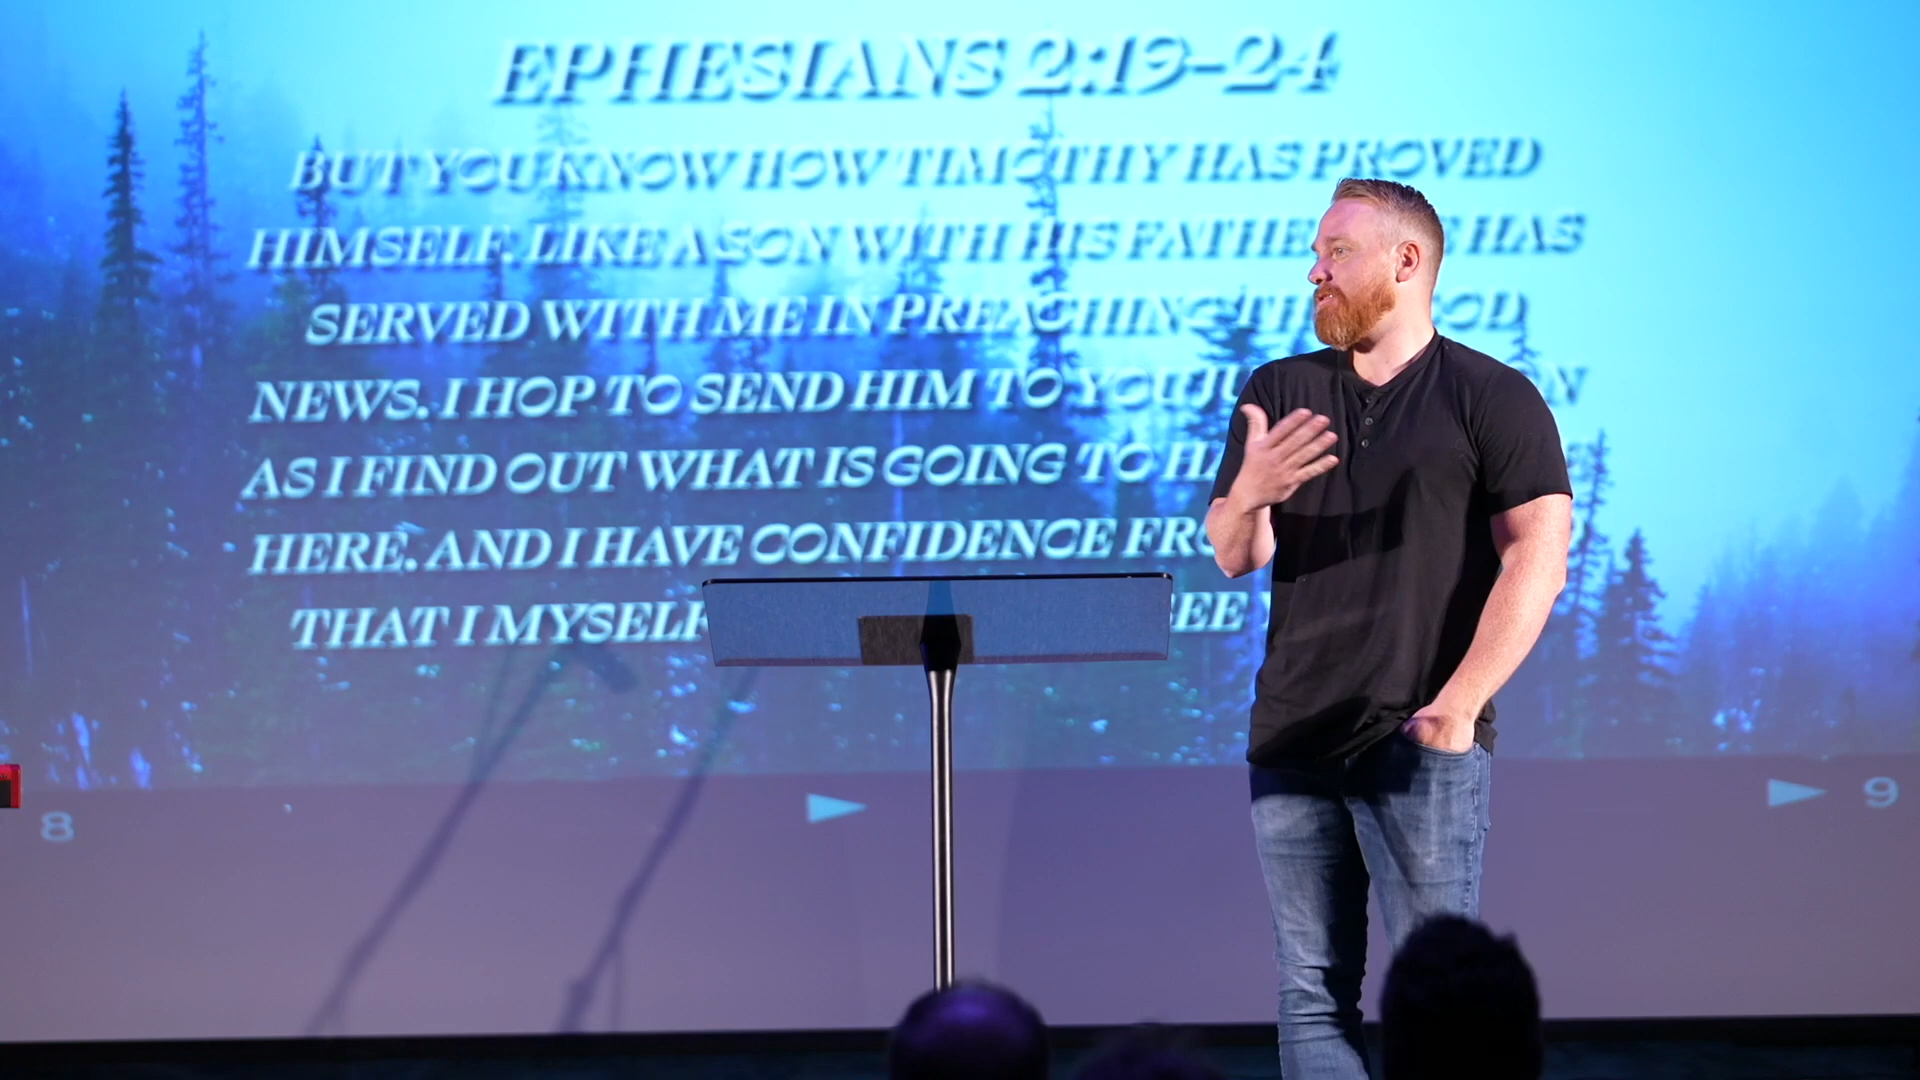 EPHESIANS 2:19-24
BUT YOU KNOW HOW TIMOTHY HAS PROVED
HIMSELF. LIKE A SON WITH HIS HAS
SERVED WITH ME IN PREACHING
NEWS. I HOP TO SEND HIM TO YOU
AS I FIND OUT WHAT IS GOING TO
HERE. AND I HAVE CONFIDENCE
THAT I MYSELF
8
9